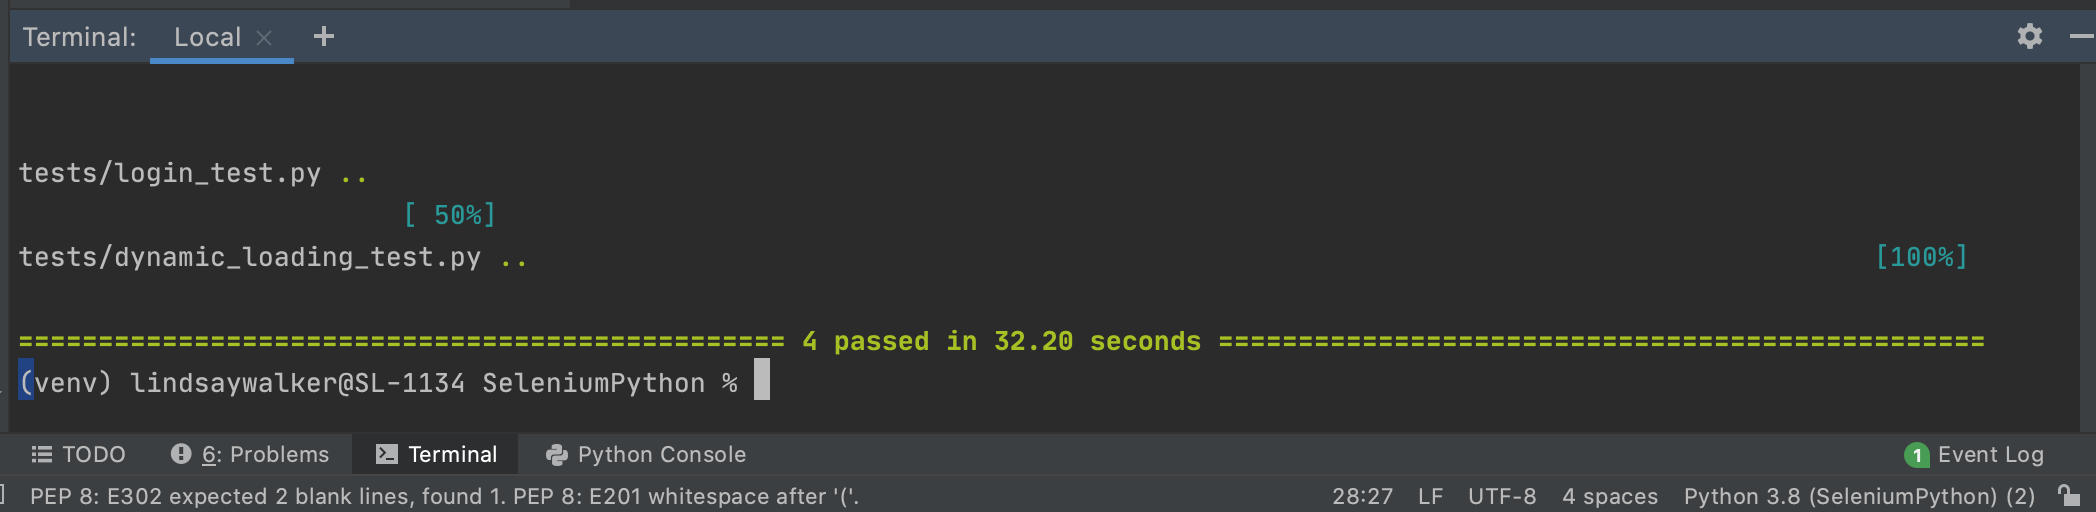 Terminal: Local × +
tests/login_test.py ..
[ 50%]
tests/dynamic_loading_test.py .. [100%]
================================================ 4 passed in 32.20 seconds ================================================
(venv) lindsaywalker@SL-1134 SeleniumPython %
TODO 6: Problems Terminal Python Console 1 Event Log
PEP 8: E302 expected 2 blank lines, found 1. PEP 8: E201 whitespace after '('. 28:27 LF UTF-8 4 spaces Python 3.8 (SeleniumPython) (2)